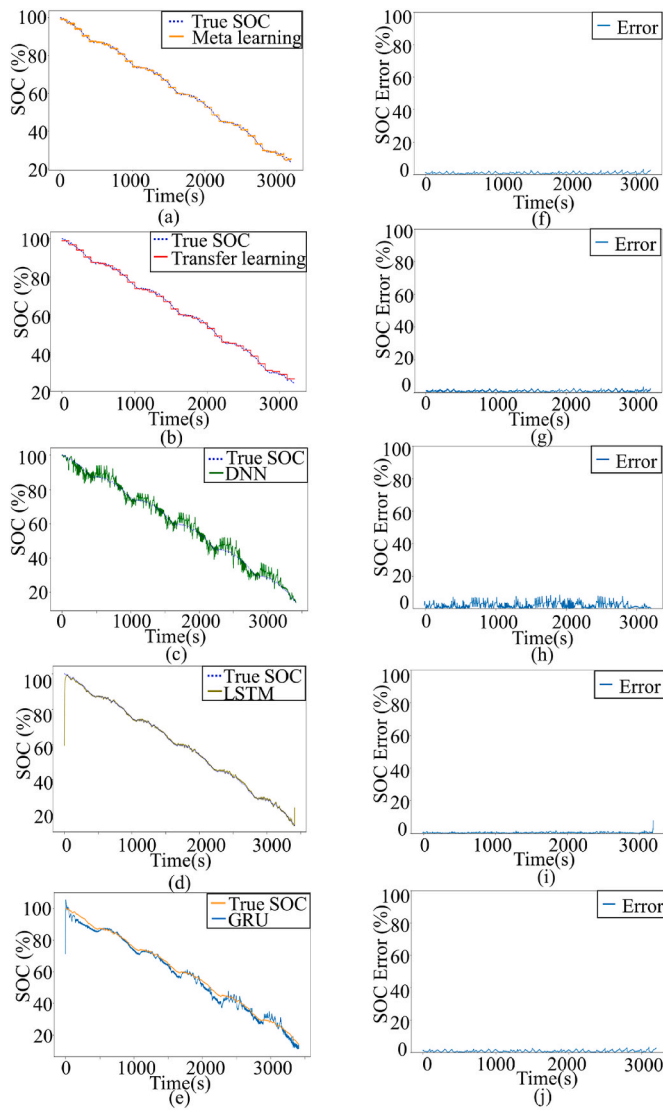 SOC (%)
100
80
60
40
20
True SOC
Meta learning
0 1000 2000 3000
Time(s)
(a)
SOC Error (%)
100
80
60
40
20
0
Error
0 1000 2000 3000
Time(s)
(f)
SOC (%)
100
80
60
40
20
True SOC
Transfer learning
0 1000 2000 3000
Time(s)
(b)
SOC Error (%)
100
80
60
40
20
0
Error
0 1000 2000 3000
Time(s)
(g)
SOC (%)
100
80
60
40
20
True SOC
DNN
0 1000 2000 3000
Time(s)
(c)
SOC Error (%)
100
80
60
40
20
0
Error
0 1000 2000 3000
Time(s)
(h)
SOC (%)
100
80
60
40
20
True SOC
LSTM
0 1000 2000 3000
Time(s)
(d)
SOC Error (%)
100
80
60
40
20
0
Error
0 1000 2000 3000
Time(s)
(i)
SOC (%)
100
80
60
40
20
True SOC
GRU
0 1000 2000 3000
Time(s)
(e)
SOC Error (%)
100
80
60
40
20
0
Error
0 1000 2000 3000
Time(s)
(j)